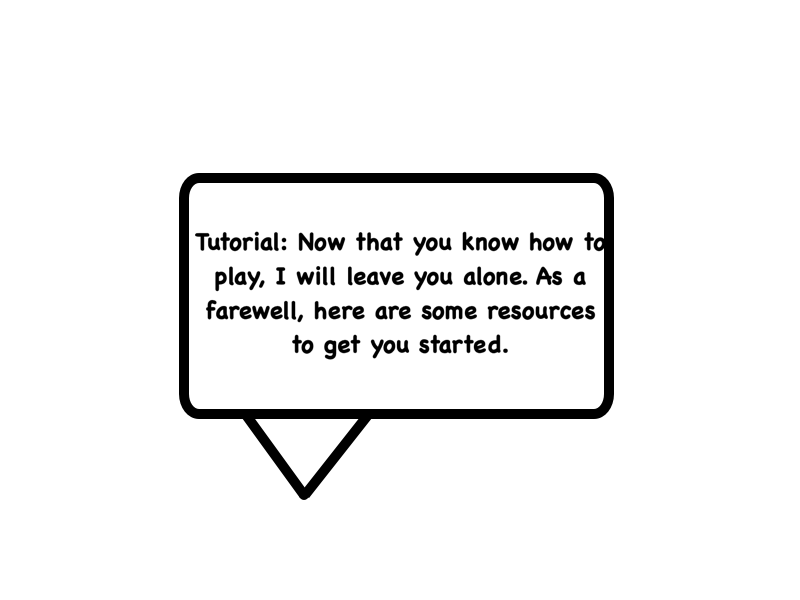 Tutorial: Now that you know how to
play, I will leave you alone. As a
farewell, here are some resources
to get you started.